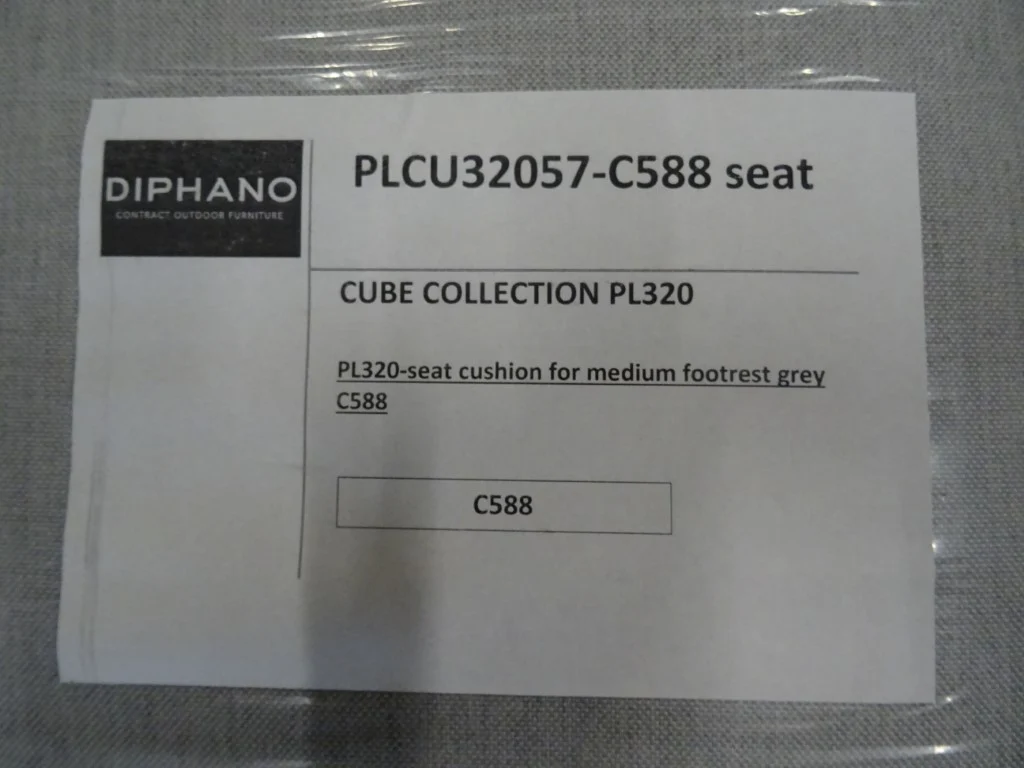 DIPHANO
CONTRACT OUTDOOR FURNITURE
PLCU32057-C588 seat
CUBE COLLECTION PL320
PL320-seat cushion for medium footrest grey
C588
C588